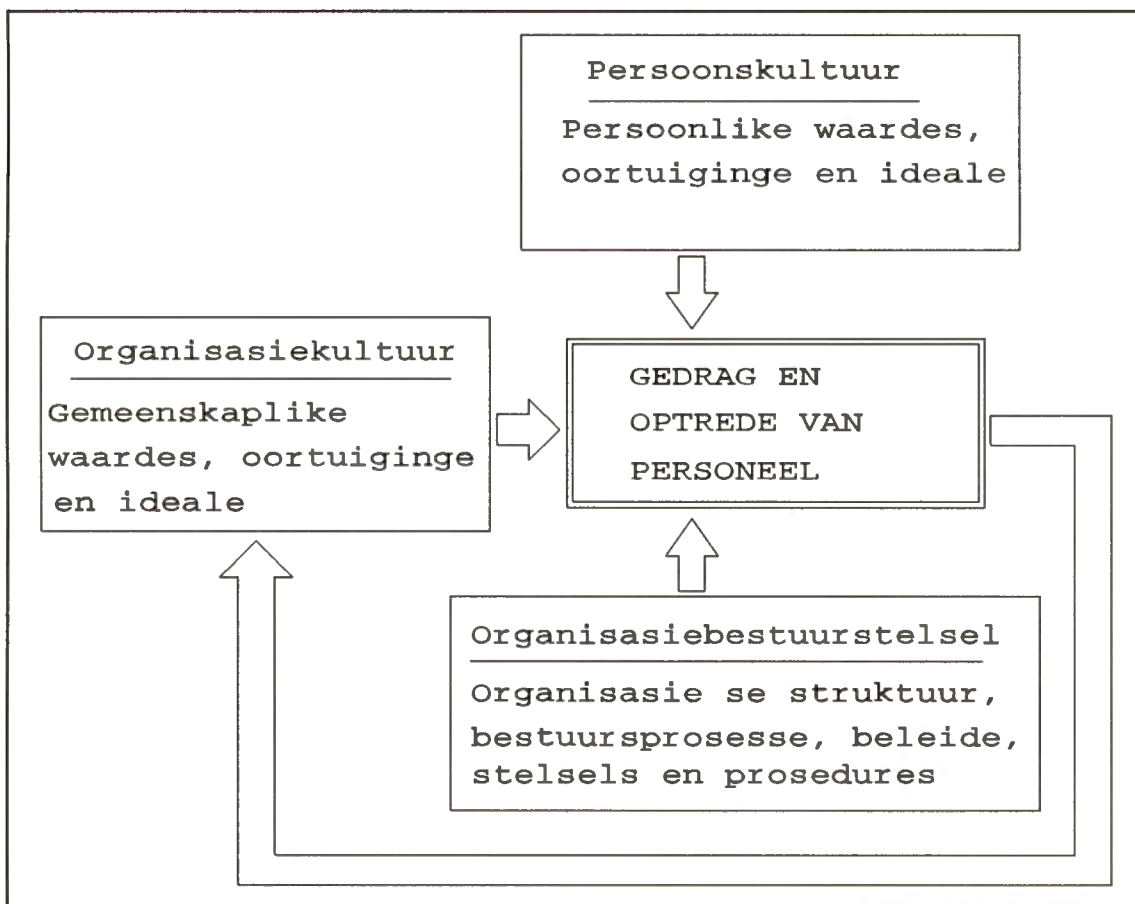 Persoonskultuur
Persoonlike waardes,
oortuiginge en ideale
Organisasiekultuur
Gemeenskaplike
waardes, oortuiginge
en ideale
GEDRAG EN
OPTREDE VAN
PERSONEEL
Organisasiebestuurstelsel
Organisasie se struktuur,
bestuursprosesse, beleide,
stelsels en prosedures